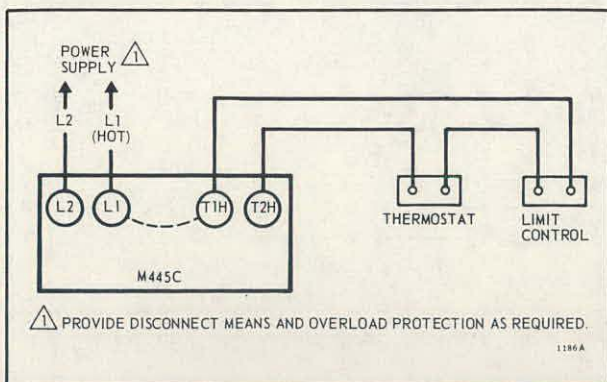 POWER
SUPPLY 1
L2 L1
(HOT)
L2 L1 T1H T2H
THERMOSTAT LIMIT
CONTROL
M445C
1 PROVIDE DISCONNECT MEANS AND OVERLOAD PROTECTION AS REQUIRED.
1186A